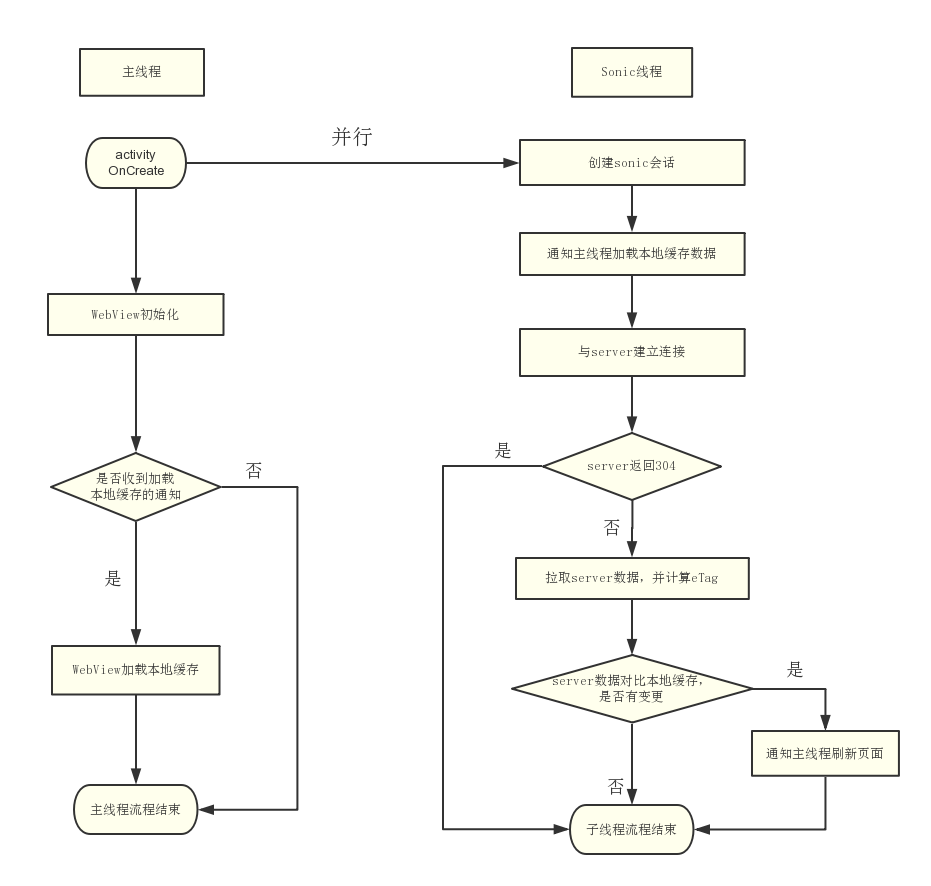 主线程
Sonic线程
并行
activity
OnCreate
创建sonic会话
通知主线程加载本地缓存数据
WebView初始化
与server建立连接
是否收到加载
本地缓存的通知
否
是
server返回304
是
否
拉取server数据，并计算eTag
WebView加载本地缓存
server数据对比本地缓存，
是否有变更
是
通知主线程刷新页面
否
主线程流程结束
子线程流程结束